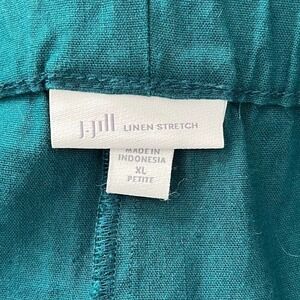 J.Jill LINEN STRETCH
MADE IN
INDONESIA
XL
PETITE